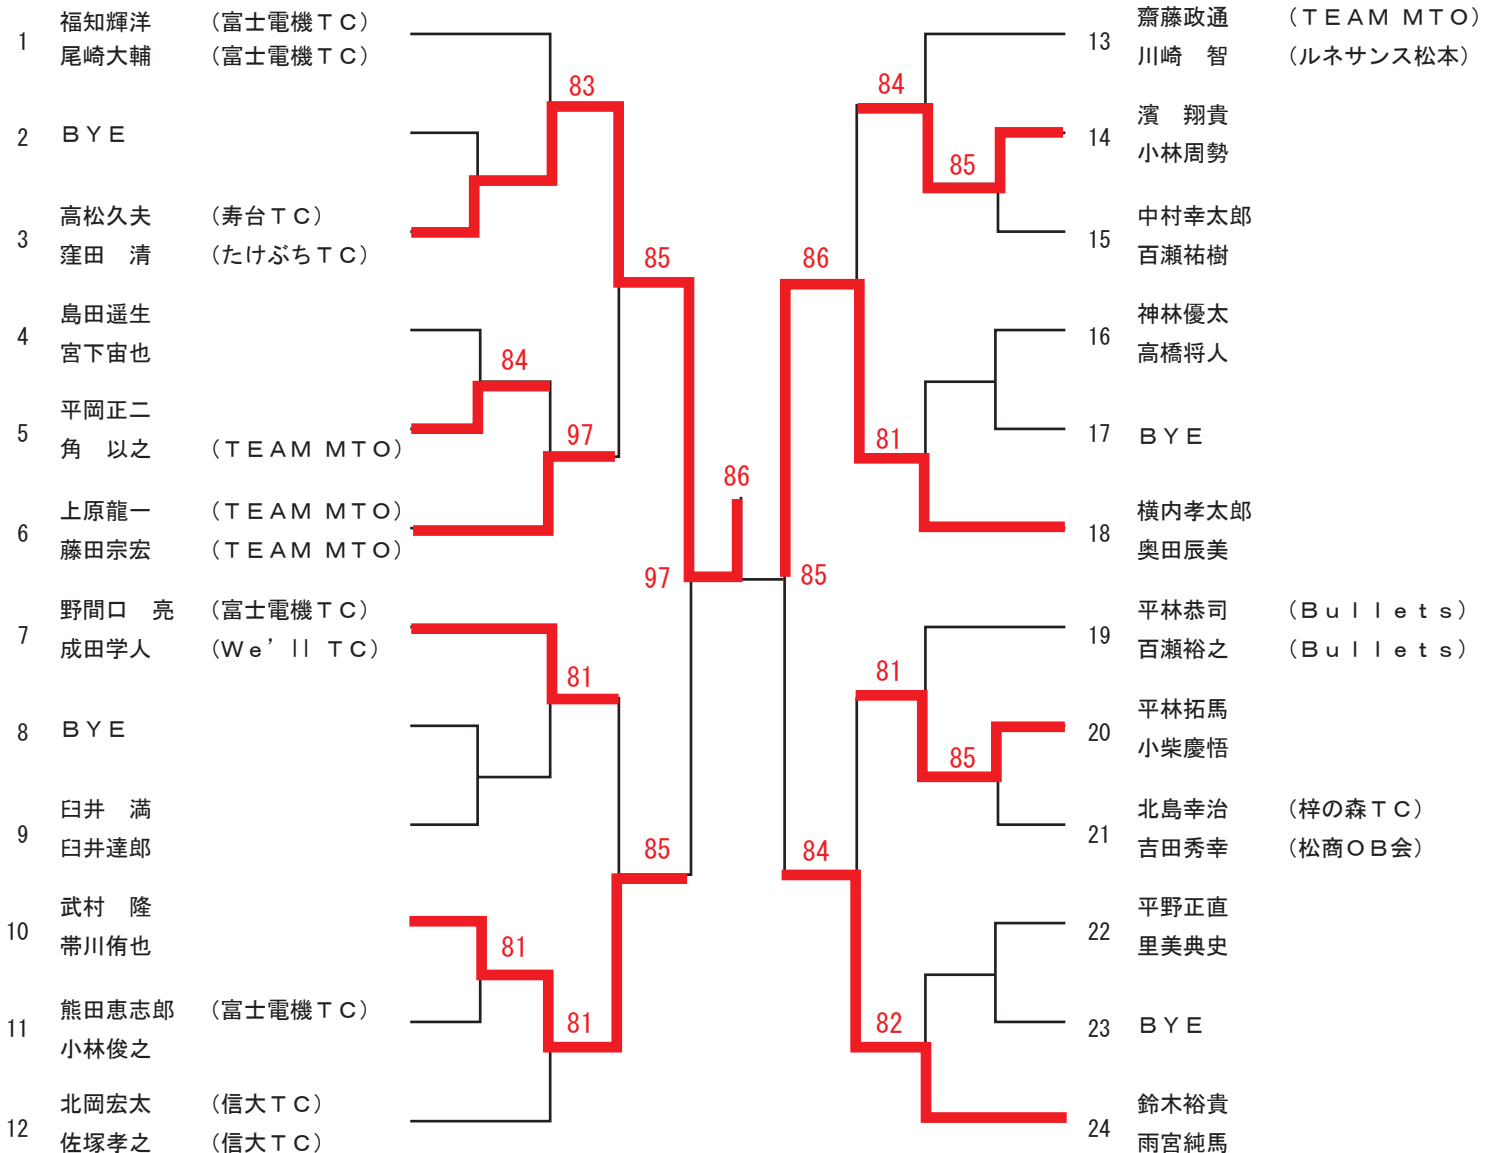 1 福知輝洋 (富士電機ＴＣ)
尾崎大輔 (富士電機ＴＣ)
83
2 ＢＹＥ
3 高松久夫 (寿台ＴＣ)
窪田　清 (たけぶちＴＣ)
85
4 島田遥生
宮下宙也
84
5 平岡正二
角　以之 (ＴＥＡＭ ＭＴＯ)
97
6 上原龍一 (ＴＥＡＭ ＭＴＯ)
藤田宗宏 (ＴＥＡＭ ＭＴＯ)
86
97
7 野間口　亮 (富士電機ＴＣ)
成田学人 (Ｗｅ’ｌｌ ＴＣ)
81
8 ＢＹＥ
9 臼井　満
臼井達郎
85
10 武村　隆
帯川侑也
81
11 熊田恵志郎 (富士電機ＴＣ)
小林俊之
81
12 北岡宏太 (信大ＴＣ)
佐塚孝之 (信大ＴＣ)
13 齋藤政通 (ＴＥＡＭ ＭＴＯ)
川崎　智 (ルネサンス松本)
84
14 濱　翔貴
小林周勢
85
15 中村幸太郎
百瀬祐樹
86
16 神林優太
高橋将人
17 ＢＹＥ
81
18 横内孝太郎
奥田辰美
85
19 平林恭司 (Ｂｕｌｌｅｔｓ)
百瀬裕之 (Ｂｕｌｌｅｔｓ)
81
20 平林拓馬
小柴慶悟
85
21 北島幸治 (梓の森ＴＣ)
吉田秀幸 (松商ＯＢ会)
84
22 平野正直
里美典史
23 ＢＹＥ
82
24 鈴木裕貴
雨宮純馬